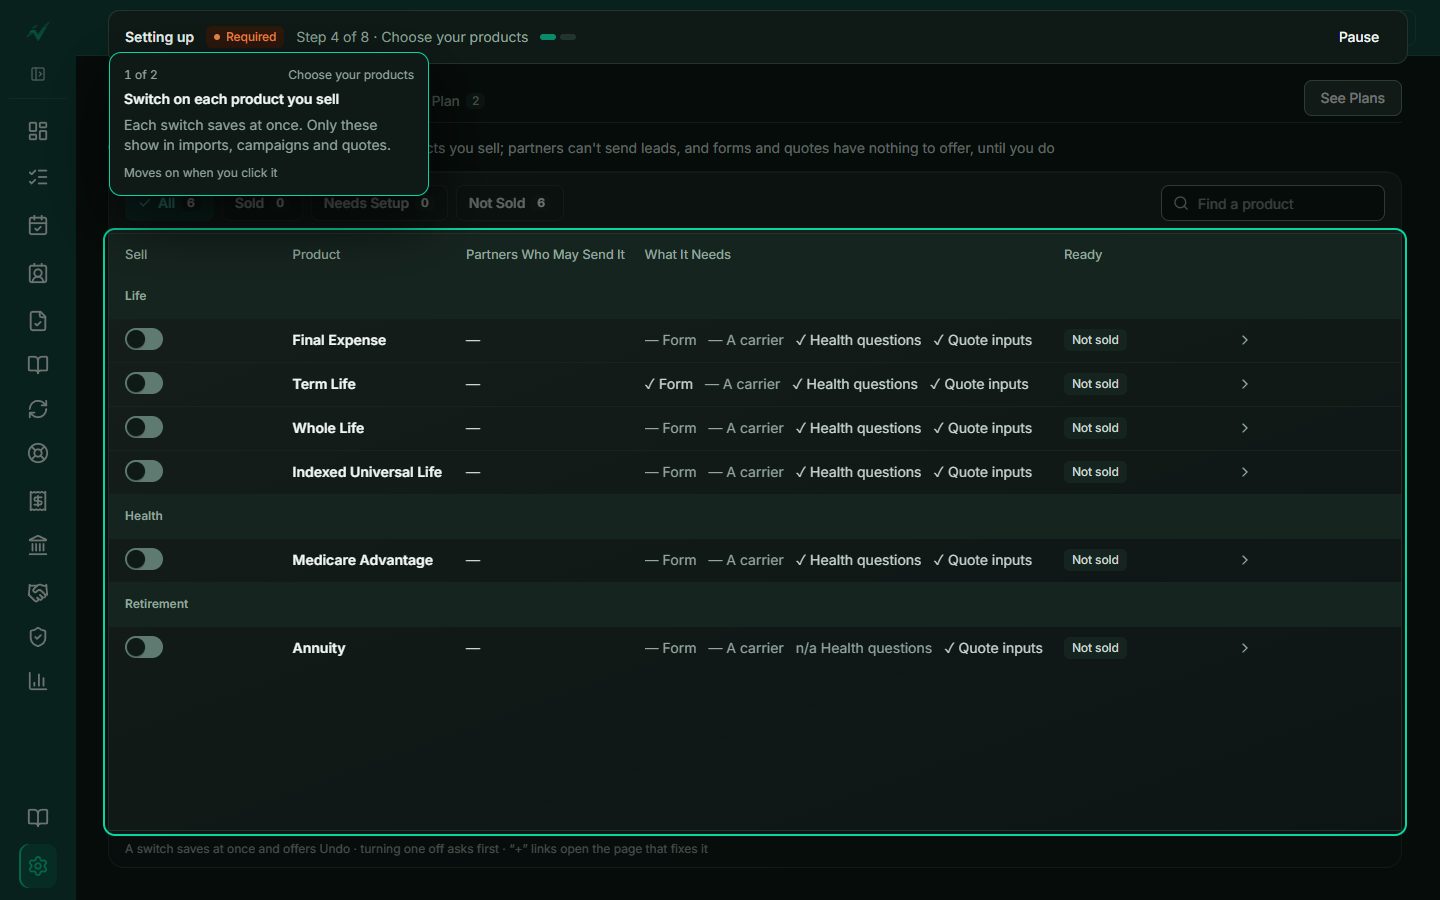 Setting up • Required Step 4 of 8 · Choose your products Pause
1 of 2 Choose your products
Switch on each product you sell
Each switch saves at once. Only these
show in imports, campaigns and quotes.
Moves on when you click it
Plan 2 See Plans
you sell; partners can't send leads, and forms and quotes have nothing to offer, until you do
✓ All 6 Sold 0 Needs Setup 0 Not Sold 6 Find a product
Sell Product Partners Who May Send It What It Needs Ready
Life
Final Expense — — Form — A carrier ✓ Health questions ✓ Quote inputs Not sold
Term Life — ✓ Form — A carrier ✓ Health questions ✓ Quote inputs Not sold
Whole Life — — Form — A carrier ✓ Health questions ✓ Quote inputs Not sold
Indexed Universal Life — — Form — A carrier ✓ Health questions ✓ Quote inputs Not sold
Health
Medicare Advantage — — Form — A carrier ✓ Health questions ✓ Quote inputs Not sold
Retirement
Annuity — — Form — A carrier n/a Health questions ✓ Quote inputs Not sold
A switch saves at once and offers Undo · turning one off asks first · “+” links open the page that fixes it